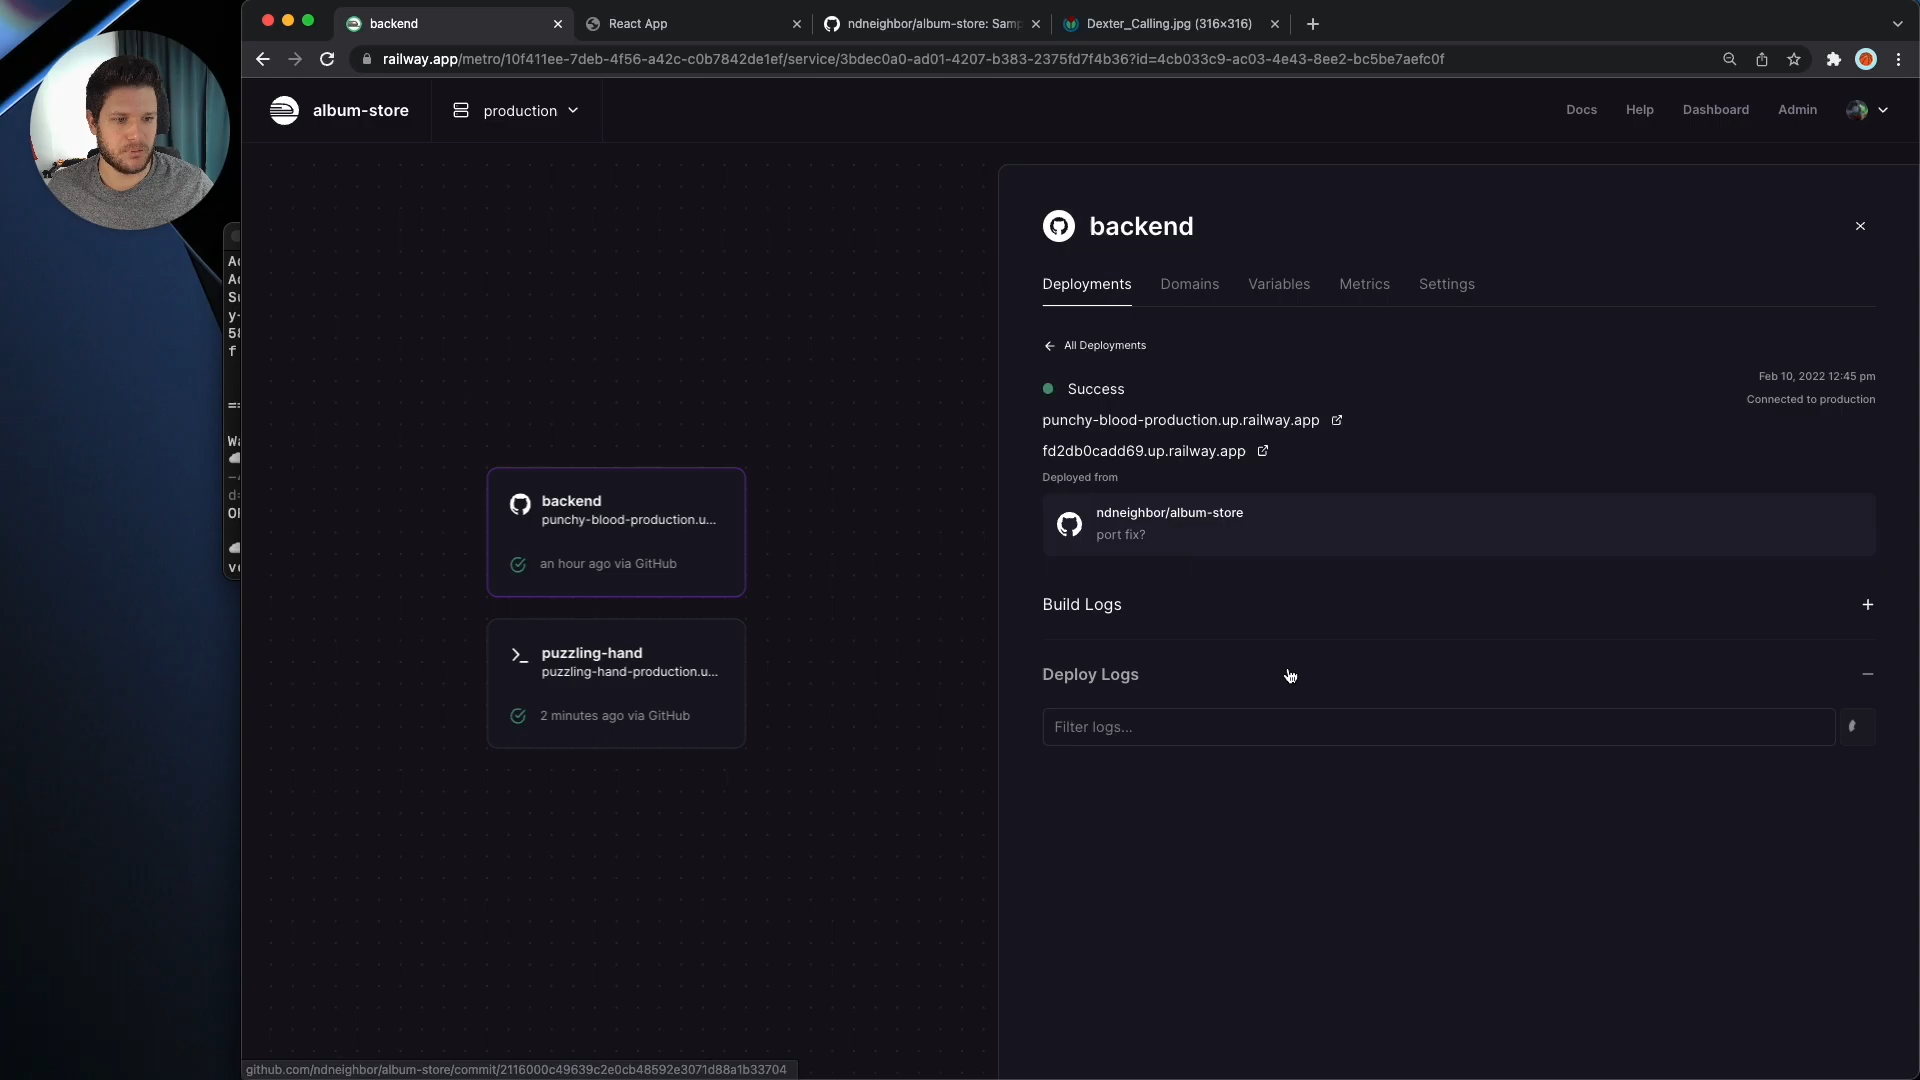 backend
React App
ndneighbor/album-store: Samp
Dexter_Calling.jpg (316×316)
railway.app/metro/10f411ee-7deb-4f56-a42c-c0b7842de1ef/service/3bdec0a0-ad01-4207-b383-2375fd7f4b36?id=4cb033c9-ac03-4e43-8ee2-bc5be7aefc0f
album-store
production
Docs
Help
Dashboard
Admin
backend
Deployments
Domains
Variables
Metrics
Settings
All Deployments
Success
Feb 10, 2022 12:45 pm
Connected to production
punchy-blood-production.up.railway.app
fd2db0cadd69.up.railway.app
Deployed from
ndneighbor/album-store
port fix?
Build Logs
Deploy Logs
Filter logs...
backend
punchy-blood-production.u...
an hour ago via GitHub
puzzling-hand
puzzling-hand-production.u...
2 minutes ago via GitHub
y-
58
f
==
github.com/ndneighbor/album-store/commit/2116000c49639c2e0cb48592e3071d88a1b33704